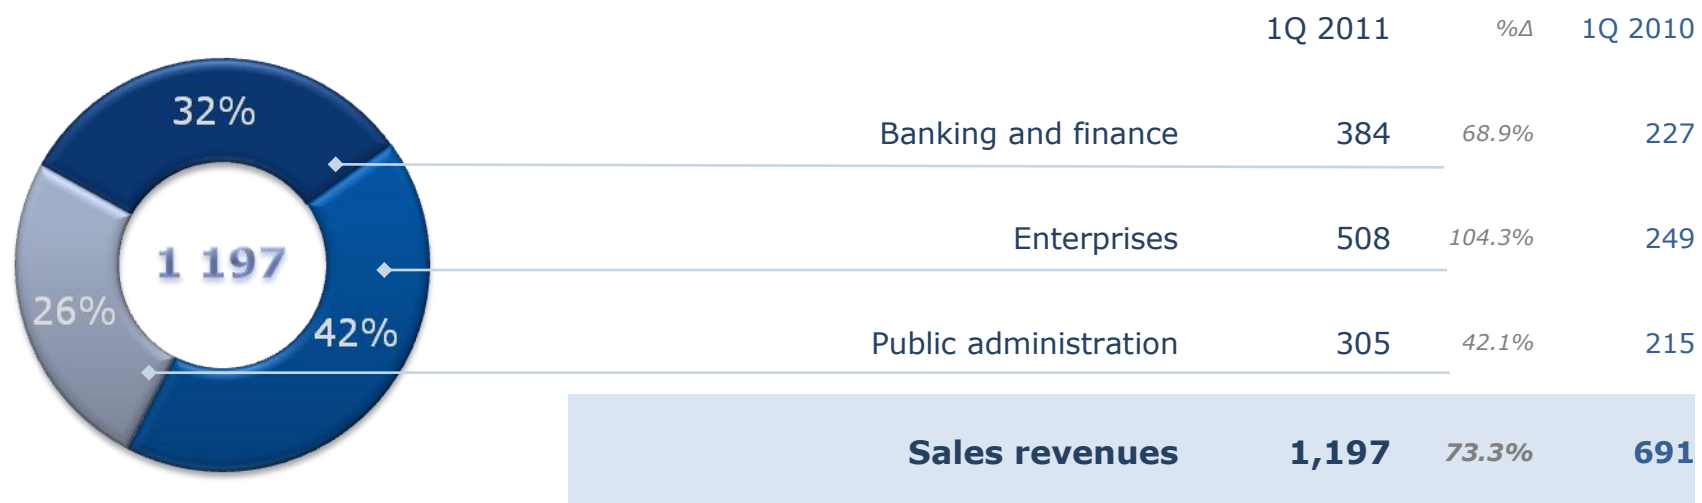 1Q 2011 %Δ 1Q 2010
32%
Banking and finance 384 68.9% 227
1 197
Enterprises 508 104.3% 249
26%
42%
Public administration 305 42.1% 215
Sales revenues 1,197 73.3% 691